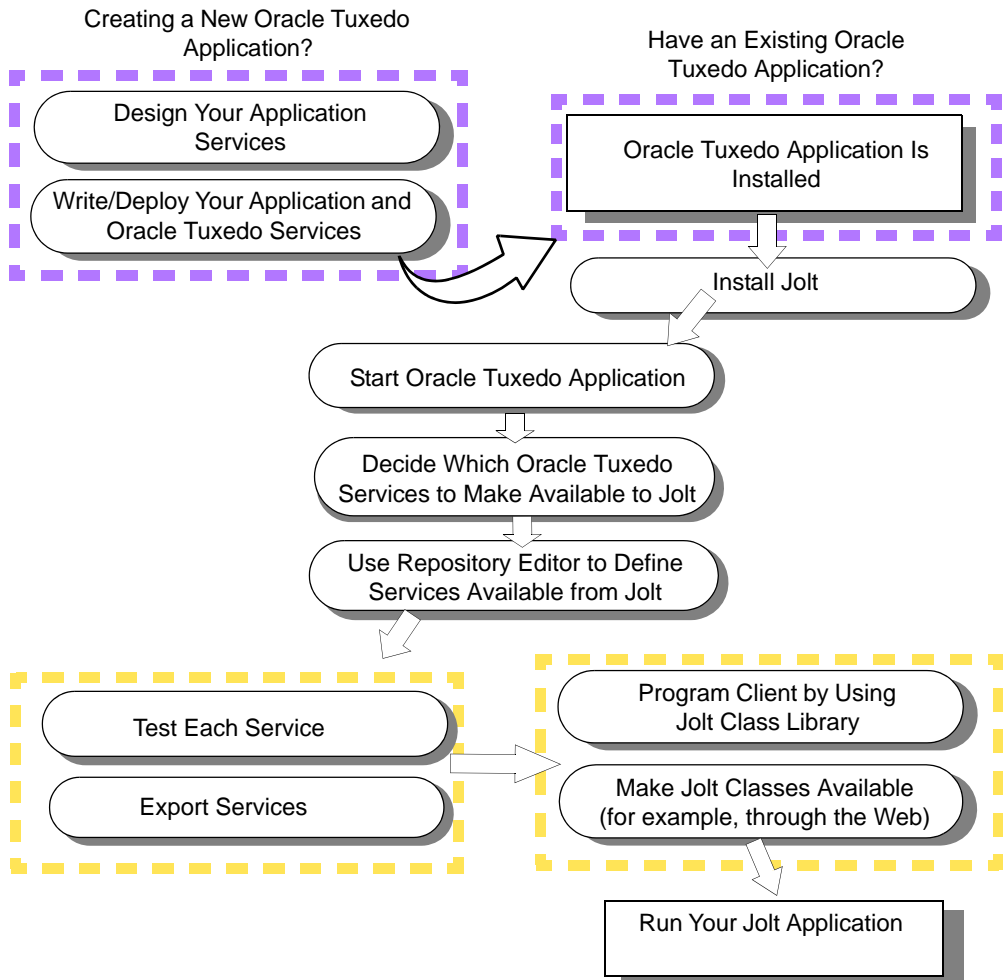 Creating a New Oracle Tuxedo
Application?
Design Your Application
Services
Write/Deploy Your Application and
Oracle Tuxedo Services
Have an Existing Oracle
Tuxedo Application?
Oracle Tuxedo Application Is
Installed
Install Jolt
Start Oracle Tuxedo Application
Decide Which Oracle Tuxedo
Services to Make Available to Jolt
Use Repository Editor to Define
Services Available from Jolt
Test Each Service
Export Services
Program Client by Using
Jolt Class Library
Make Jolt Classes Available
(for example, through the Web)
Run Your Jolt Application